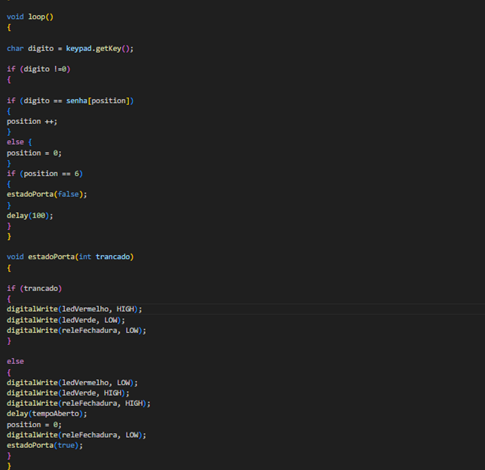 void loop()
{
char digito = keypad.getKey();
if (digito !=0)
{
if (digito == senha[position])
{
position ++;
}
else {
position = 0;
}
if (position == 6)
{
estadoPorta(false);
}
delay(100);
}
}
void estadoPorta(int trancado)
{
if (trancado)
{
digitalWrite(ledVermelho, HIGH);
digitalWrite(ledVerde, LOW);
digitalWrite(releFechadura, LOW);
}
else
{
digitalWrite(ledVermelho, LOW);
digitalWrite(ledVerde, HIGH);
digitalWrite(releFechadura, HIGH);
delay(tempoAberto);
position = 0;
digitalWrite(releFechadura, LOW);
estadoPorta(true);
}
}